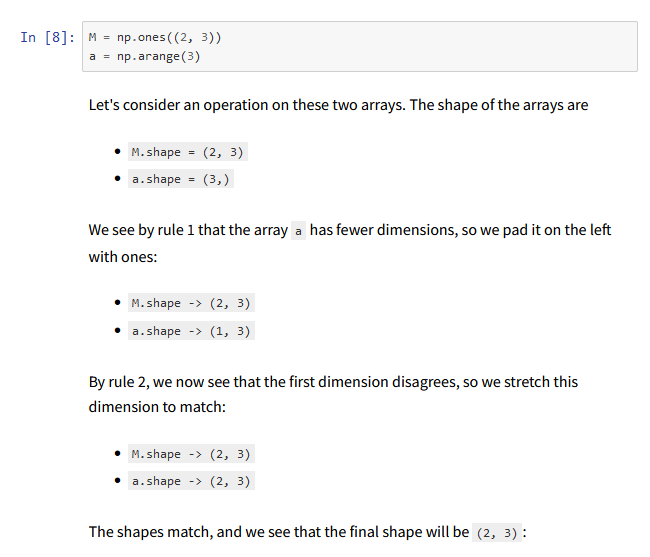 In [8]: M = np.ones((2, 3))
a = np.arange(3)
Let's consider an operation on these two arrays. The shape of the arrays are
• M.shape = (2, 3)
• a.shape = (3,)
We see by rule 1 that the array a has fewer dimensions, so we pad it on the left
with ones:
• M.shape -> (2, 3)
• a.shape -> (1, 3)
By rule 2, we now see that the first dimension disagrees, so we stretch this
dimension to match:
• M.shape -> (2, 3)
• a.shape -> (2, 3)
The shapes match, and we see that the final shape will be (2, 3) :